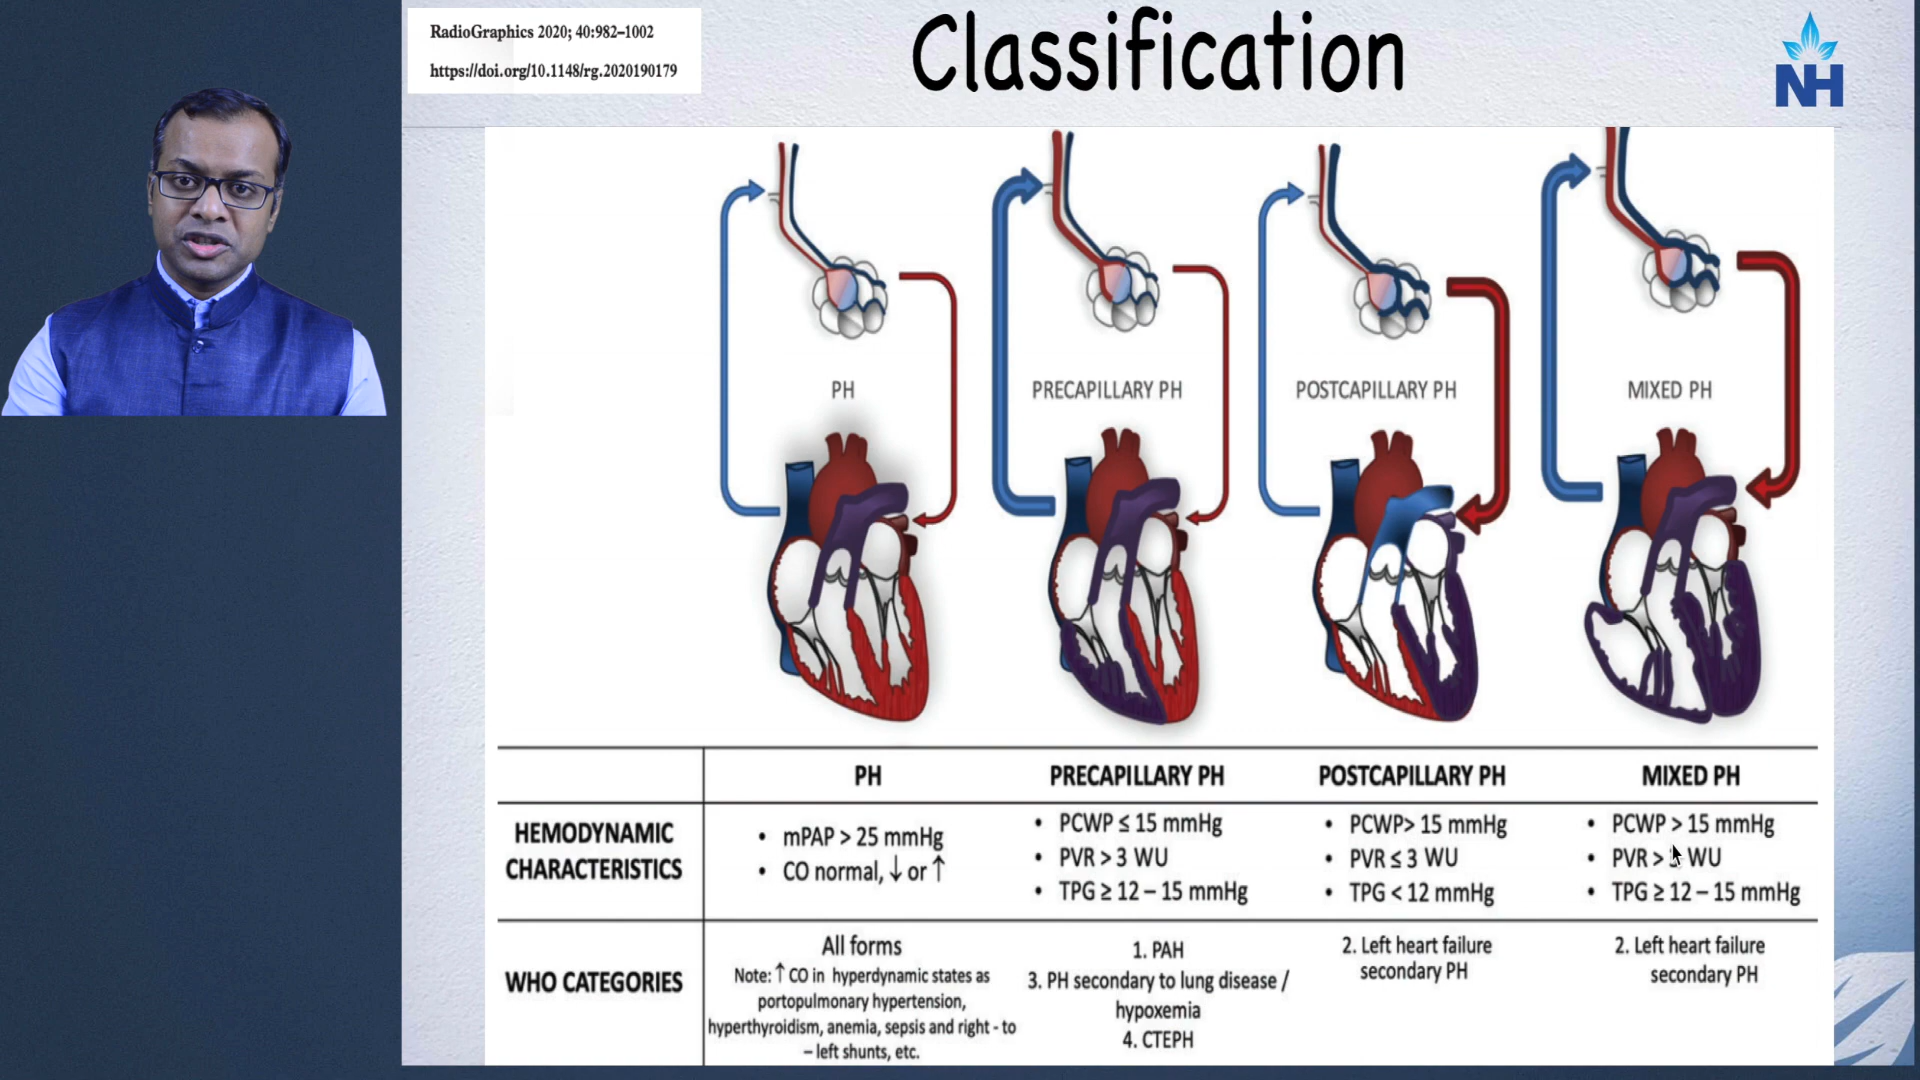 RadioGraphics 2020; 40:982–1002
https://doi.org/10.1148/rg.2020190179
Classification
NH
PH
PRECAPILLARY PH
POSTCAPILLARY PH
MIXED PH
PH
PRECAPILLARY PH
POSTCAPILLARY PH
MIXED PH
HEMODYNAMIC
CHARACTERISTICS
• mPAP > 25 mmHg
• CO normal, ↓ or ↑
• PCWP ≤ 15 mmHg
• PVR > 3 WU
• TPG ≥ 12 – 15 mmHg
• PCWP> 15 mmHg
• PVR ≤ 3 WU
• TPG < 12 mmHg
• PCWP > 15 mmHg
• PVR > WU
• TPG ≥ 12 – 15 mmHg
WHO CATEGORIES
All forms
Note: ↑ CO in hyperdynamic states as
portopulmonary hypertension,
hyperthyroidism, anemia, sepsis and right - to
– left shunts, etc.
1. PAH
3. PH secondary to lung disease /
hypoxemia
4. CTEPH
2. Left heart failure
secondary PH
2. Left heart failure
secondary PH